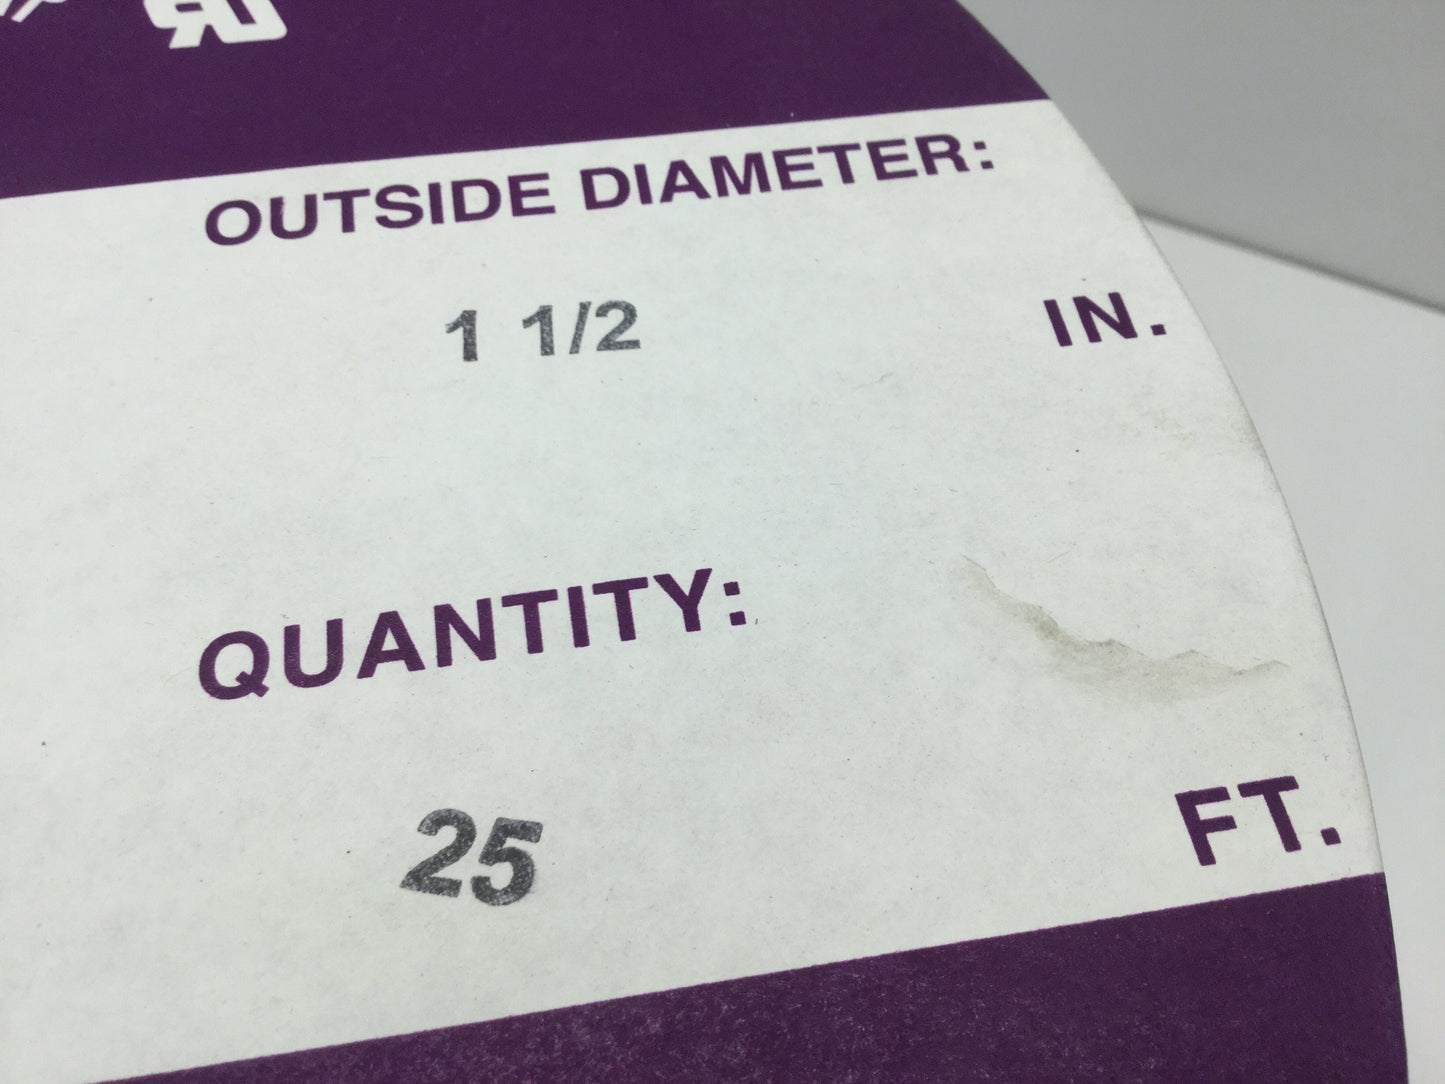 OUTSIDE DIAMETER:
1 1/2 IN.
QUANTITY:
25 FT.